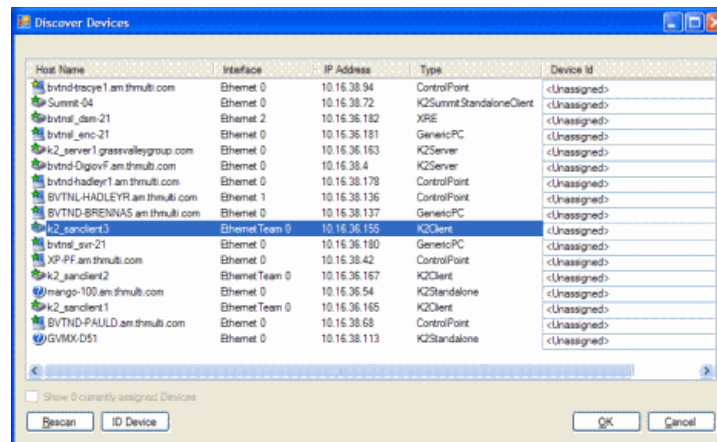 Discover Devices
Host Name Interface IP Address Type Device Id
bvtnd-tracye1.am.thmulti.com Ethernet 0 10.16.38.94 ControlPoint <Unassigned>
Summit-04 Ethernet 0 10.16.38.72 K2SummitStandaloneClient <Unassigned>
bvtnsl_dsm-21 Ethernet 2 10.16.36.182 XRE <Unassigned>
bvtnsl_enc-21 Ethernet 0 10.16.36.181 GenericPC <Unassigned>
k2_server1.grassvalleygroup.com Ethernet 0 10.16.36.163 K2Server <Unassigned>
bvtnd-DigiovF.am.thmulti.com Ethernet 0 10.16.38.4 K2Server <Unassigned>
bvtnd-hadleyr1.am.thmulti.com Ethernet 0 10.16.38.178 ControlPoint <Unassigned>
BVTNL-HADLEYR.am.thmulti.com Ethernet 1 10.16.38.136 ControlPoint <Unassigned>
BVTND-BRENNAS.am.thmulti.com Ethernet 0 10.16.38.137 GenericPC <Unassigned>
k2_sanclient3 Ethernet Team 0 10.16.36.155 K2Client <Unassigned>
bvtnsl_svr-21 Ethernet 0 10.16.36.180 GenericPC <Unassigned>
XP-PF.am.thmulti.com Ethernet 0 10.16.38.42 ControlPoint <Unassigned>
k2_sanclient2 Ethernet Team 0 10.16.36.167 K2Client <Unassigned>
mango-100.am.thmulti.com Ethernet 0 10.16.36.54 K2Standalone <Unassigned>
k2_sanclient1 Ethernet Team 0 10.16.36.165 K2Client <Unassigned>
BVTND-PAULD.am.thmulti.com Ethernet 0 10.16.38.68 ControlPoint <Unassigned>
GVMX-D51 Ethernet 0 10.16.38.113 K2Standalone <Unassigned>
Show 0 currently assigned Devices
Rescan ID Device OK Cancel